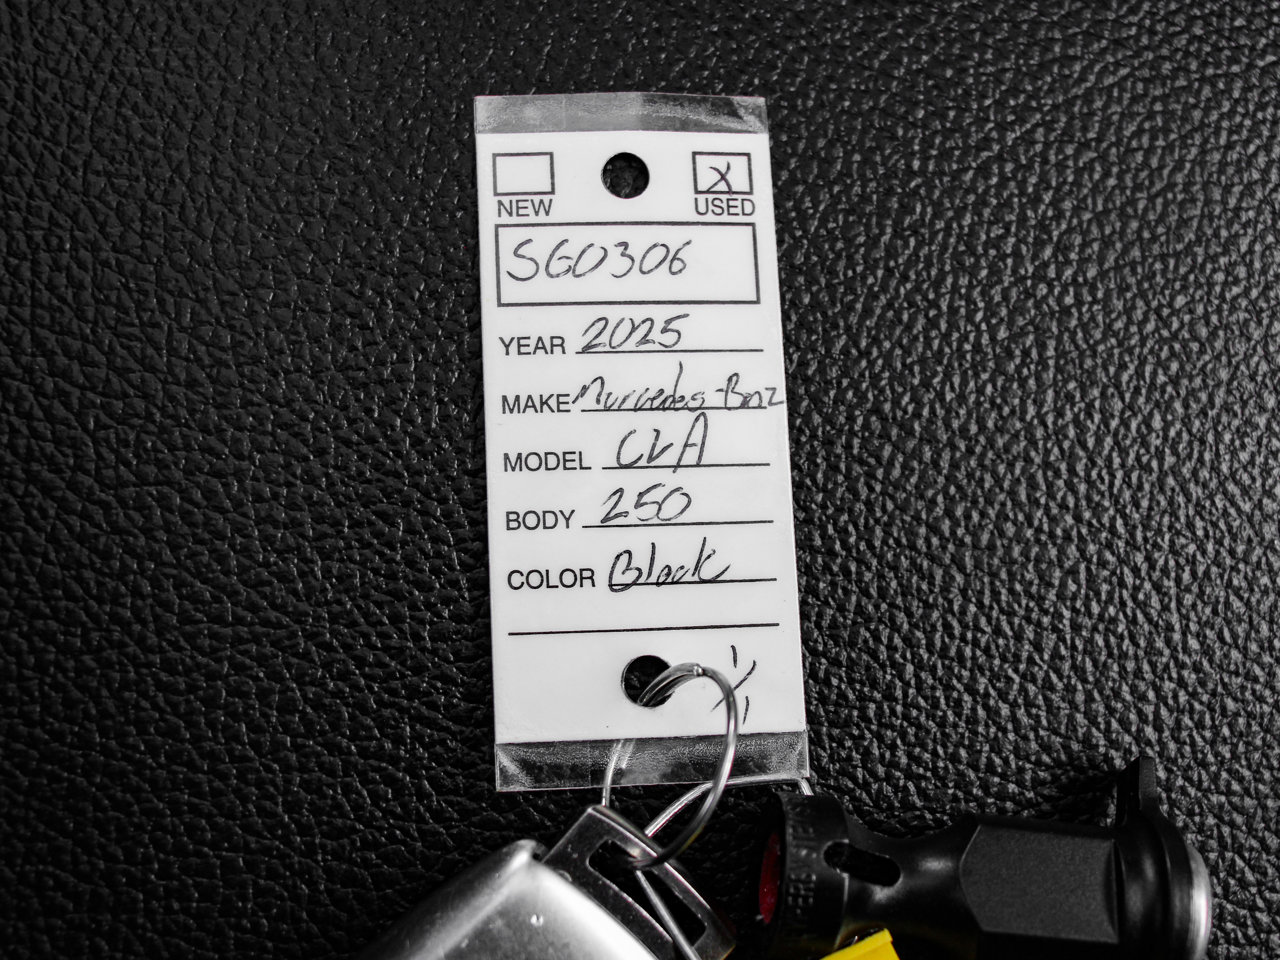 NEW USED
X
SG0306
YEAR 2025
MAKE Mercedes-Benz
MODEL CLA
BODY 250
COLOR Black